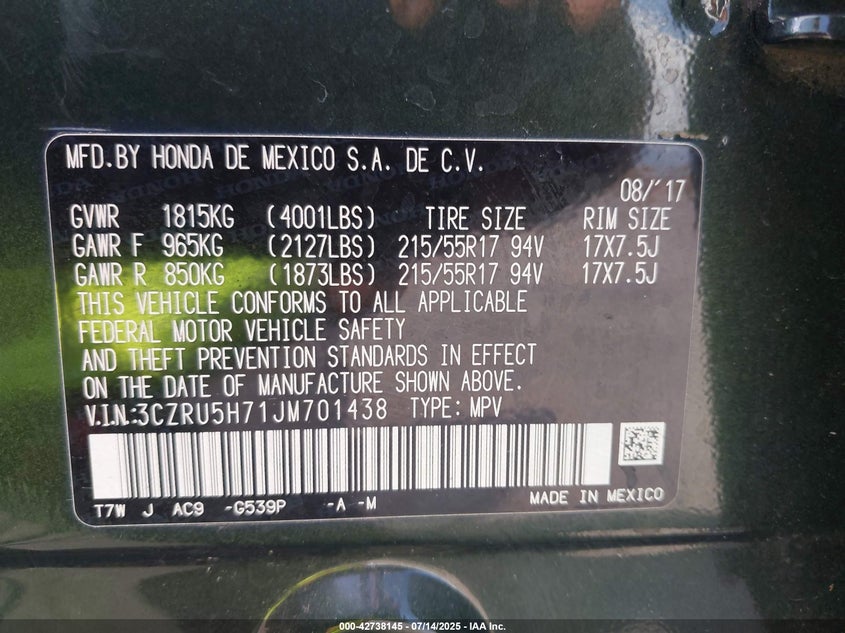 MFD.BY HONDA DE MEXICO S.A. DE C.V.
08/'17
GVWR 1815KG (4001LBS) TIRE SIZE RIM SIZE
GAWR F 965KG (2127LBS) 215/55R17 94V 17X7.5J
GAWR R 850KG (1873LBS) 215/55R17 94V 17X7.5J
THIS VEHICLE CONFORMS TO ALL APPLICABLE
FEDERAL MOTOR VEHICLE SAFETY
AND THEFT PREVENTION STANDARDS IN EFFECT
ON THE DATE OF MANUFACTURE SHOWN ABOVE.
V.I.N.:3CZRU5H71JM701438 TYPE: MPV
T7W J AC9 -G539P -A -M MADE IN MEXICO
000-42738145 - 07/14/2025 - IAA Inc.